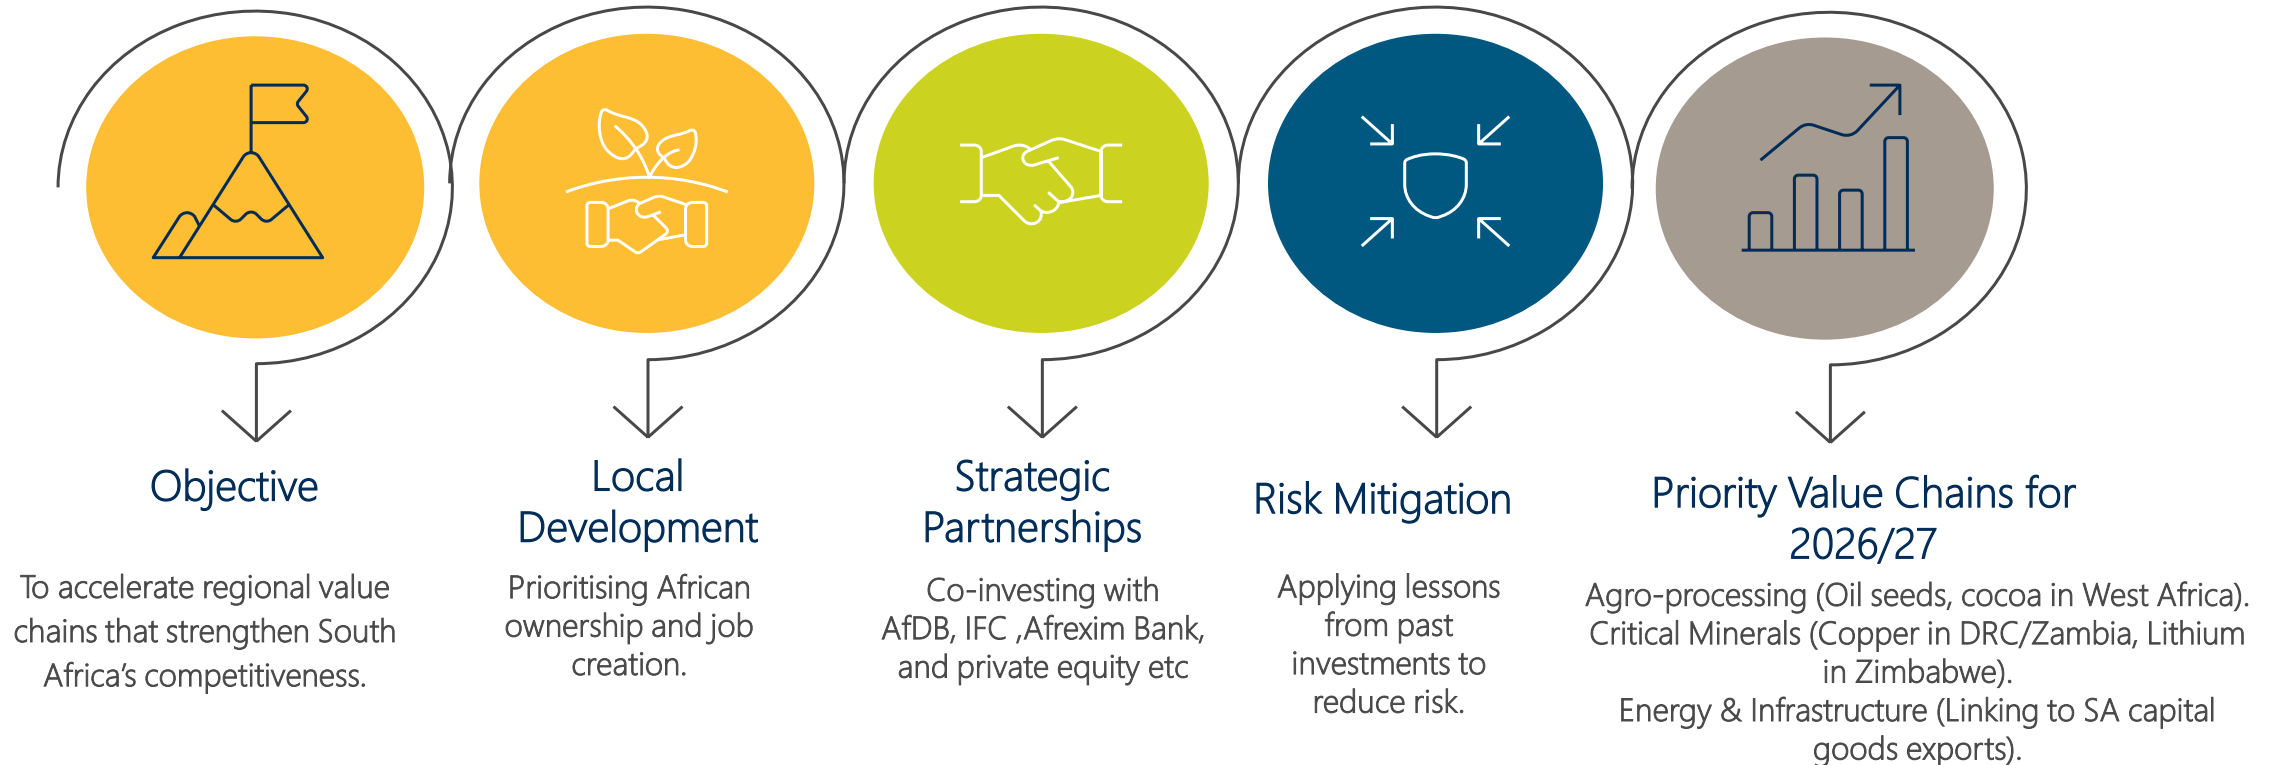 Objective
To accelerate regional value
chains that strengthen South
Africa's competitiveness.
Local
Development
Prioritising African
ownership and job
creation.
Strategic
Partnerships
Co-investing with
AfDB, IFC ,Afrexim Bank,
and private equity etc
Risk Mitigation
Applying lessons
from past
investments to
reduce risk.
Priority Value Chains for
2026/27
Agro-processing (Oil seeds, cocoa in West Africa).
Critical Minerals (Copper in DRC/Zambia, Lithium
in Zimbabwe).
Energy & Infrastructure (Linking to SA capital
goods exports).